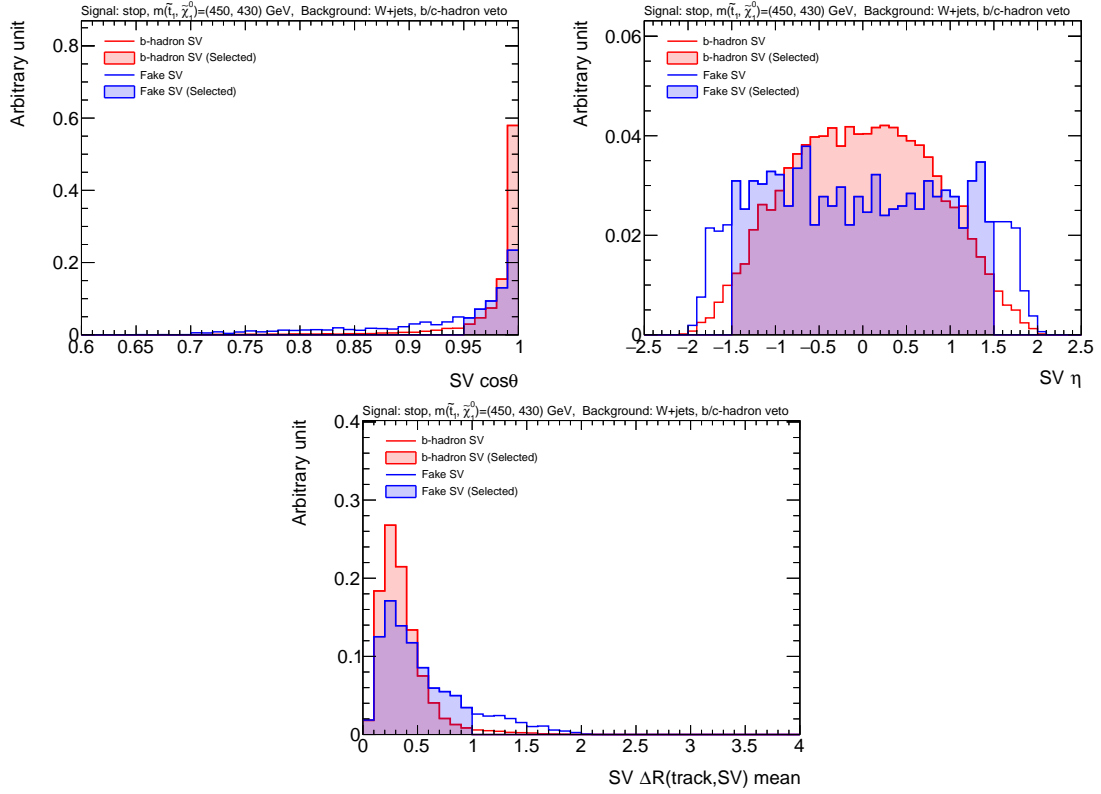 Signal: stop, m(t̃₁, χ̃₁⁰)=(450, 430) GeV, Background: W+jets, b/c-hadron veto
Arbitrary unit
0.8
0.6
0.4
0.2
0
b-hadron SV
b-hadron SV (Selected)
Fake SV
Fake SV (Selected)
0.6 0.65 0.7 0.75 0.8 0.85 0.9 0.95 1
SV cosθ
Signal: stop, m(t̃₁, χ̃₁⁰)=(450, 430) GeV, Background: W+jets, b/c-hadron veto
Arbitrary unit
0.06
0.04
0.02
0
b-hadron SV
b-hadron SV (Selected)
Fake SV
Fake SV (Selected)
−2.5 −2 −1.5 −1 −0.5 0 0.5 1 1.5 2 2.5
SV η
Signal: stop, m(t̃₁, χ̃₁⁰)=(450, 430) GeV, Background: W+jets, b/c-hadron veto
Arbitrary unit
0.4
0.3
0.2
0.1
0
b-hadron SV
b-hadron SV (Selected)
Fake SV
Fake SV (Selected)
0 0.5 1 1.5 2 2.5 3 3.5 4
SV ΔR(track,SV) mean